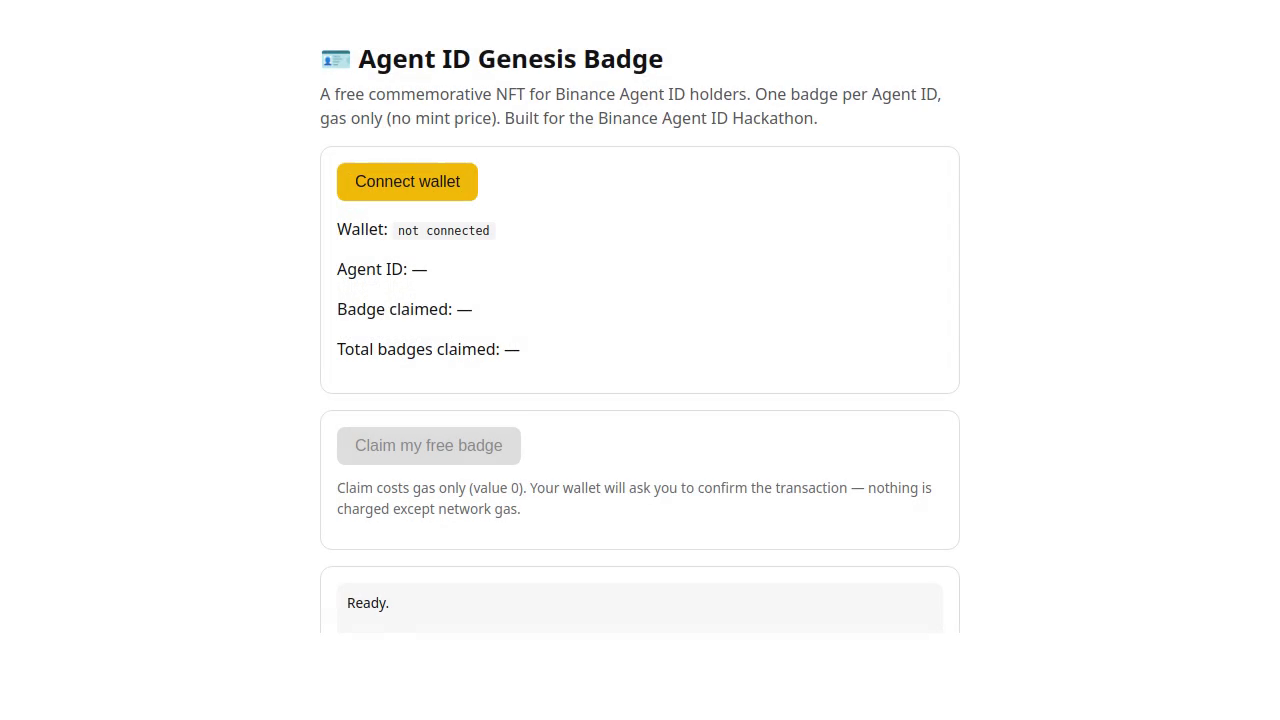 🪪 Agent ID Genesis Badge
A free commemorative NFT for Binance Agent ID holders. One badge per Agent ID,
gas only (no mint price). Built for the Binance Agent ID Hackathon.
Connect wallet
Wallet: not connected
Agent ID: —
Badge claimed: —
Total badges claimed: —
Claim my free badge
Claim costs gas only (value 0). Your wallet will ask you to confirm the transaction — nothing is
charged except network gas.
Ready.